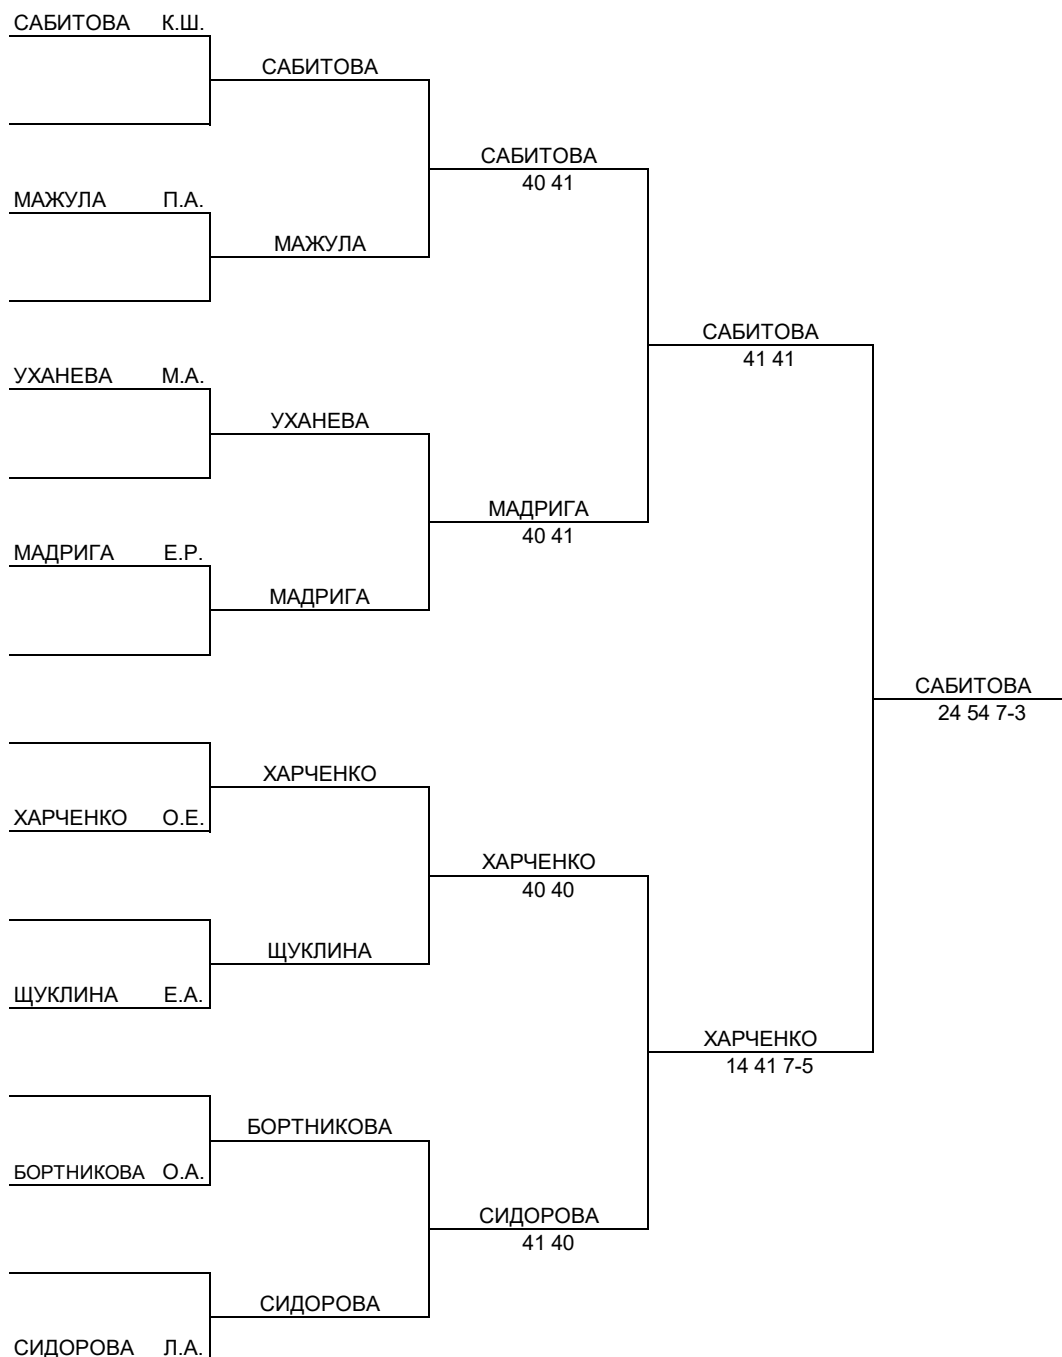 САБИТОВА К.Ш.
САБИТОВА
САБИТОВА
40 41
МАЖУЛА П.А.
МАЖУЛА
САБИТОВА
41 41
УХАНЕВА М.А.
УХАНЕВА
МАДРИГА
40 41
МАДРИГА Е.Р.
МАДРИГА
САБИТОВА
24 54 7-3
ХАРЧЕНКО
ХАРЧЕНКО О.Е.
ХАРЧЕНКО
40 40
ЩУКЛИНА
ЩУКЛИНА Е.А.
ХАРЧЕНКО
14 41 7-5
БОРТНИКОВА
БОРТНИКОВА О.А.
СИДОРОВА
41 40
СИДОРОВА
СИДОРОВА Л.А.